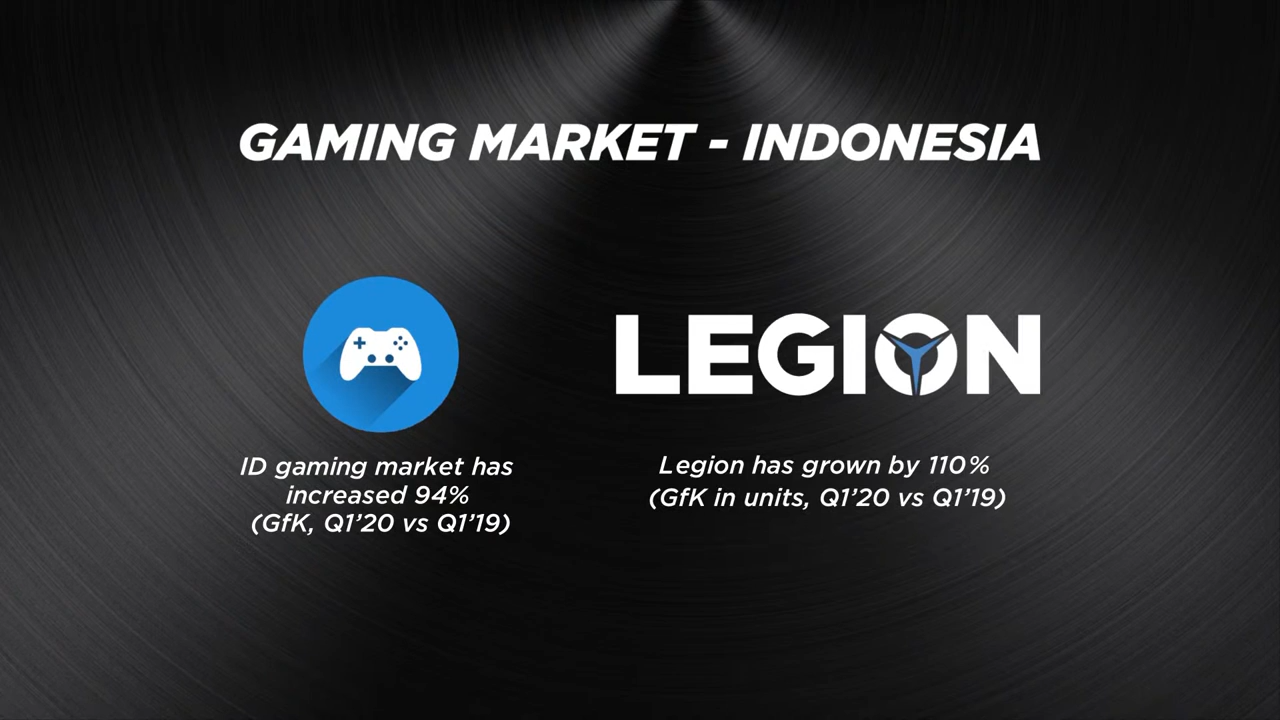 GAMING MARKET - INDONESIA
LEGION
ID gaming market has
increased 94%
(GfK, Q1’20 vs Q1’19)
Legion has grown by 110%
(GfK in units, Q1’20 vs Q1’19)